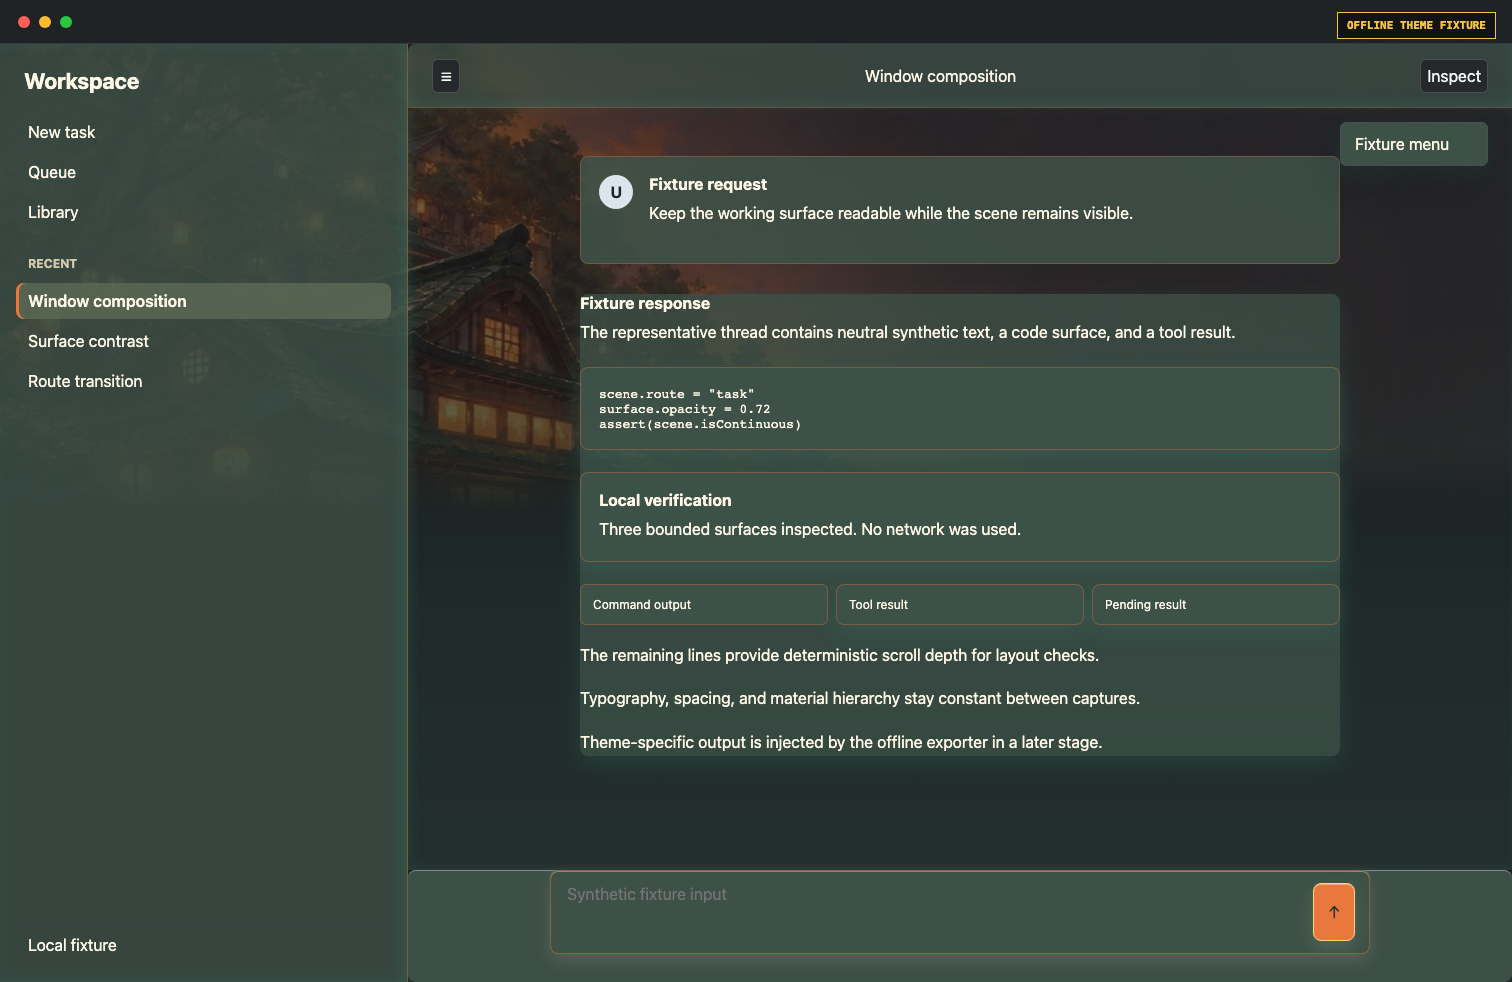 OFFLINE THEME FIXTURE
Workspace
New task
Queue
Library
RECENT
Window composition
Surface contrast
Route transition
Local fixture
Window composition
Inspect
Fixture menu
U
Fixture request
Keep the working surface readable while the scene remains visible.
Fixture response
The representative thread contains neutral synthetic text, a code surface, and a tool result.
scene.route = "task"
surface.opacity = 0.72
assert(scene.isContinuous)
Local verification
Three bounded surfaces inspected. No network was used.
Command output
Tool result
Pending result
The remaining lines provide deterministic scroll depth for layout checks.
Typography, spacing, and material hierarchy stay constant between captures.
Theme-specific output is injected by the offline exporter in a later stage.
Synthetic fixture input